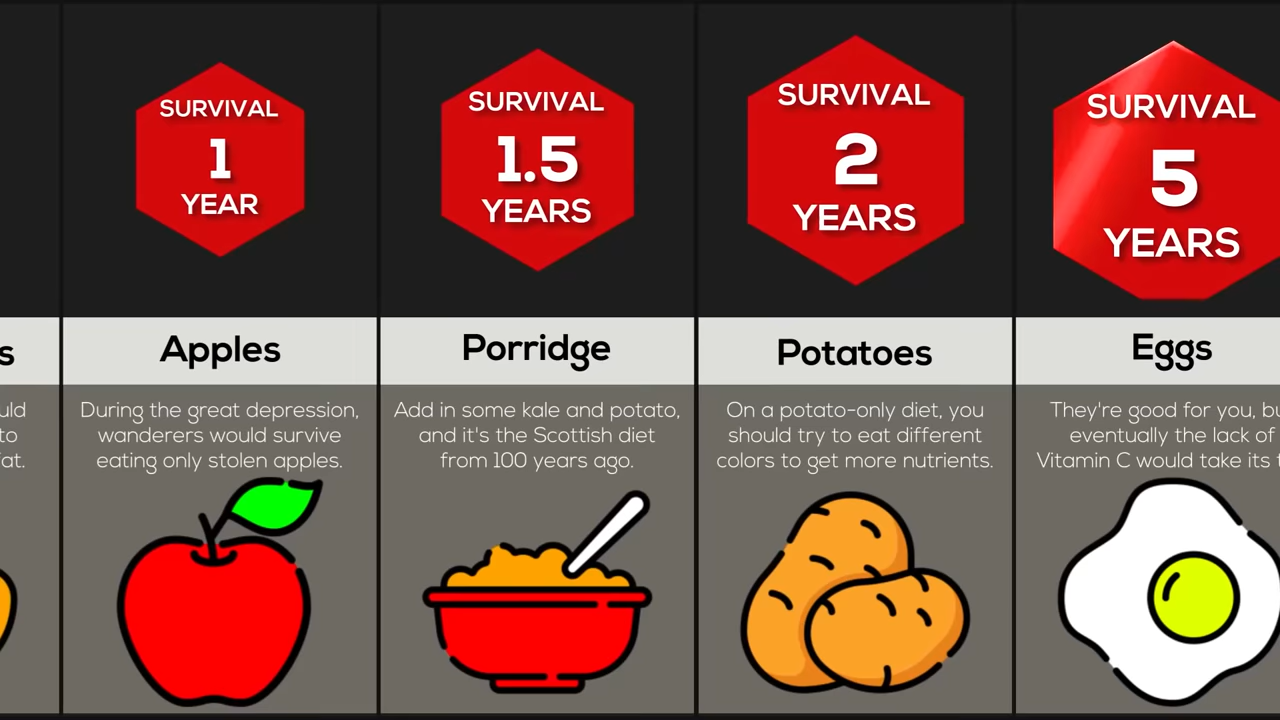 SURVIVAL
1
YEAR
SURVIVAL
1.5
YEARS
SURVIVAL
2
YEARS
SURVIVAL
5
YEARS
s
Apples
Porridge
Potatoes
Eggs
uld
to
at.
During the great depression,
wanderers would survive
eating only stolen apples.
Add in some kale and potato,
and it's the Scottish diet
from 100 years ago.
On a potato-only diet, you
should try to eat different
colors to get more nutrients.
They're good for you, bu
eventually the lack of
Vitamin C would take its t